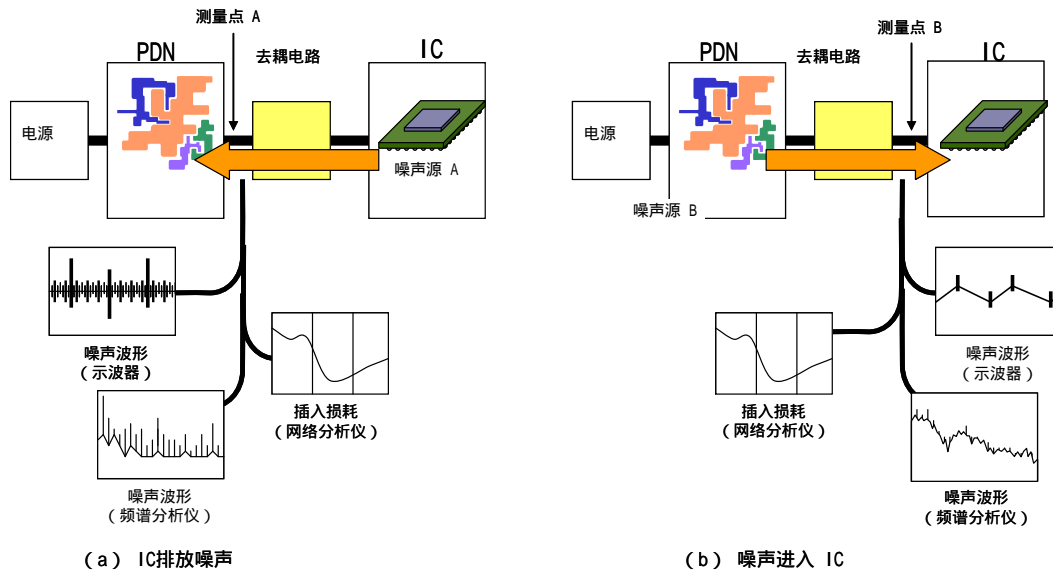 测量点 A
PDN
去耦电路
IC
电源
噪声源 A
噪声波形
（示波器）
插入损耗
（网络分析仪）
噪声波形
（频谱分析仪）
（a） IC排放噪声
测量点 B
PDN
去耦电路
IC
电源
噪声源 B
噪声波形
（示波器）
插入损耗
（网络分析仪）
噪声波形
（频谱分析仪）
（b） 噪声进入 IC